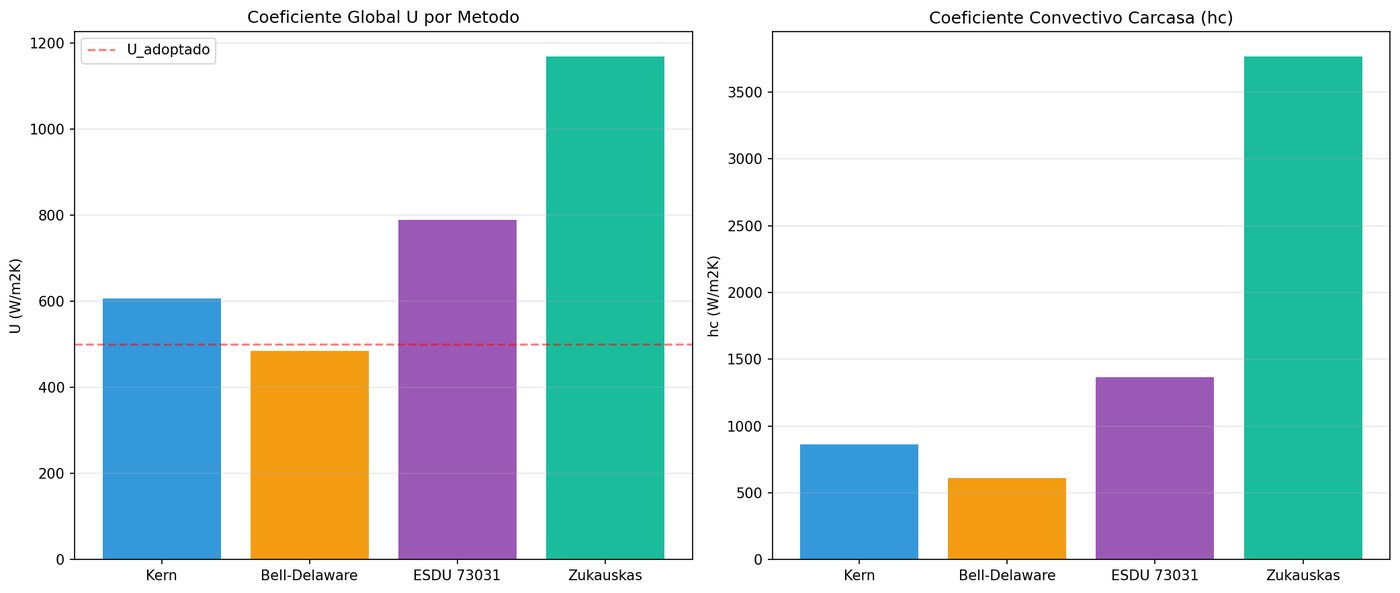 Coeficiente Global U por Metodo
U_adoptado
U (W/m2K)
1200
1000
800
600
400
200
0
Kern Bell-Delaware ESDU 73031 Zukauskas
Coeficiente Convectivo Carcasa (hc)
hc (W/m2K)
3500
3000
2500
2000
1500
1000
500
0
Kern Bell-Delaware ESDU 73031 Zukauskas